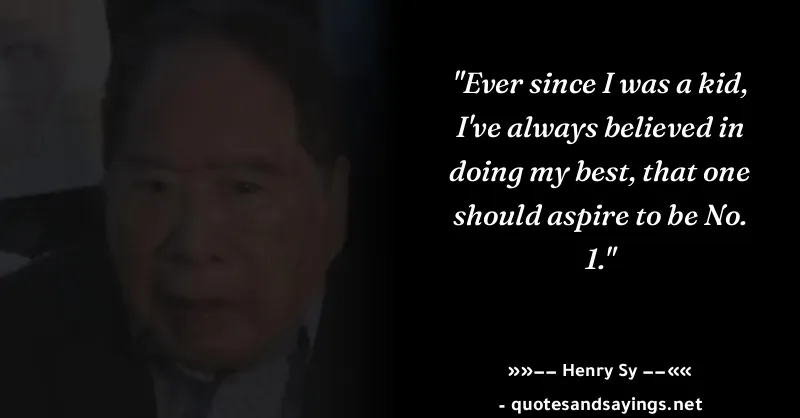 "Ever since I was a kid,
I've always believed in
doing my best, that one
should aspire to be No.
1."
»»−− Henry Sy −−««
- quotesandsayings.net